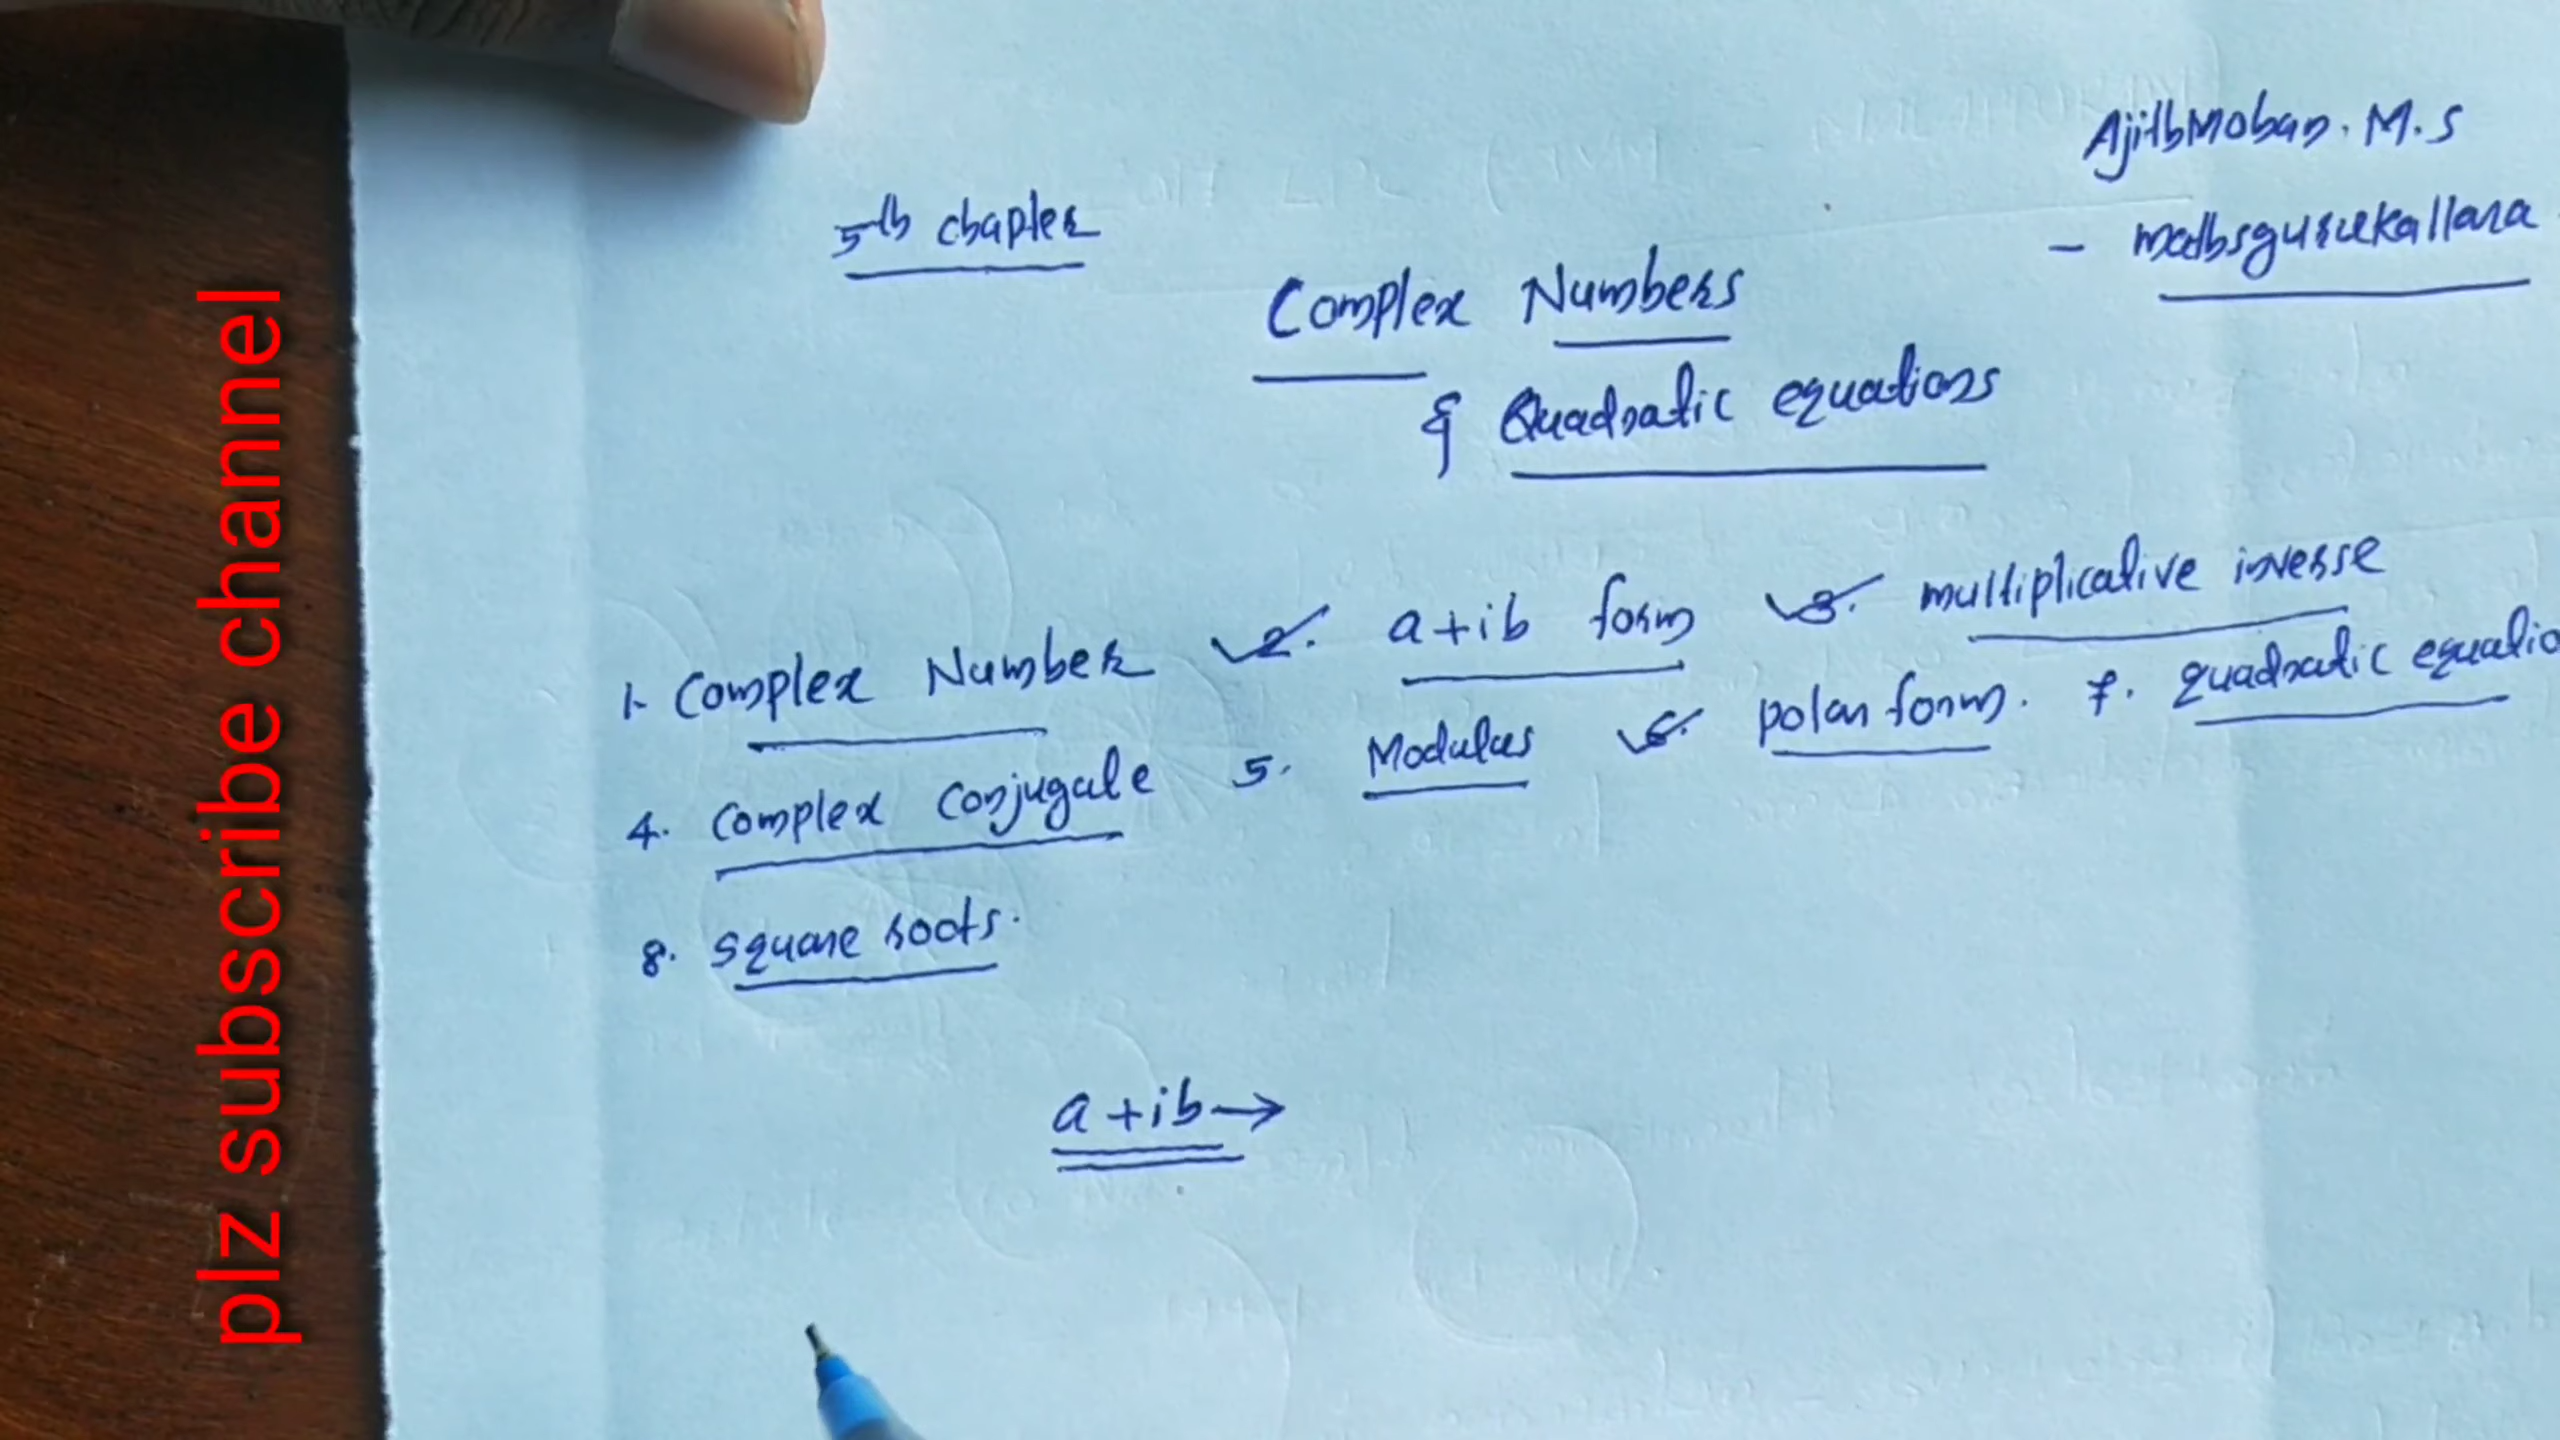 AjithMohan. M.S
- mathsgurukallara
5th chapter
Complex Numbers
& Quadratic equations
1. Complex Number 2. a+ib form 3. multiplicative inverse
4. Complex Conjugate 5. Modulus 6. polar form. 7. quadratic equatio
8. Square roots.
a+ib→
plz subscribe channel